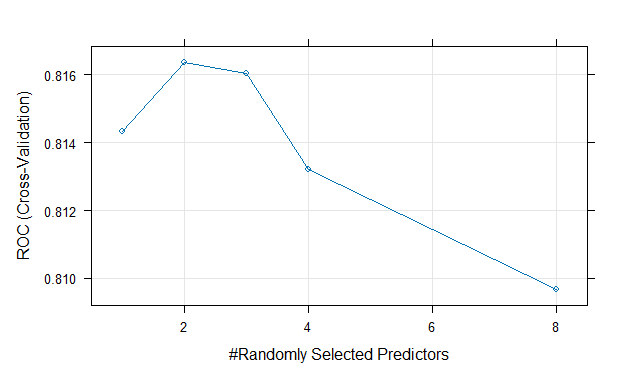 ROC (Cross-Validation)
0.816
0.814
0.812
0.810
2 4 6 8
#Randomly Selected Predictors